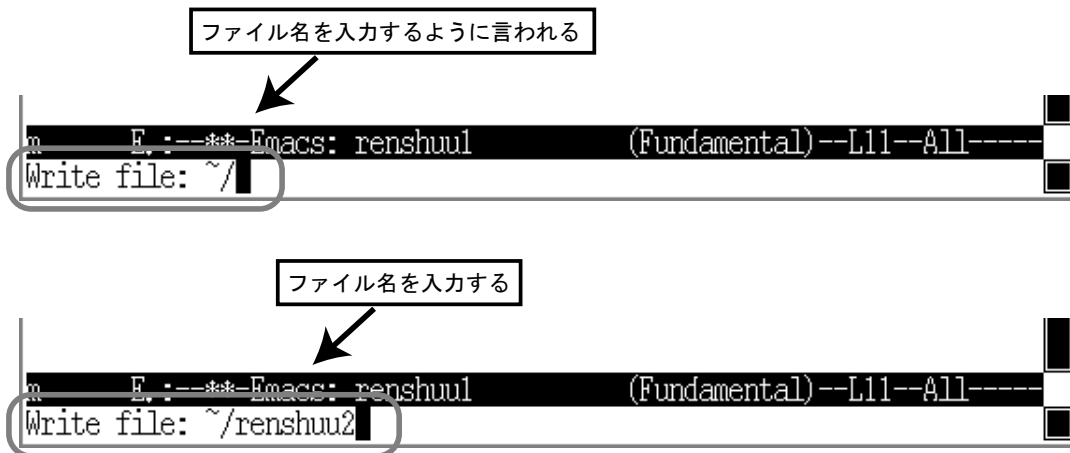 ファイル名を入力するように言われる
m E.:--**-Emacs: renshuu1 (Fundamental)--L11--All-----
Write file: ~/
ファイル名を入力する
m E.:--**-Emacs: renshuu1 (Fundamental)--L11--All-----
Write file: ~/renshuu2